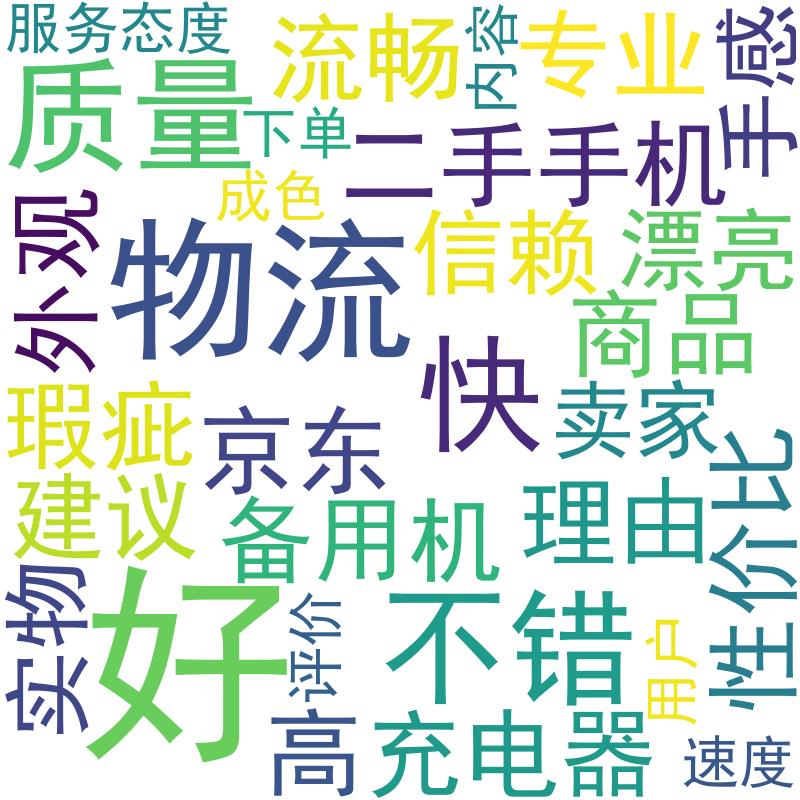 服务态度
流畅
内容
专业
手感
质量
下单
二手手机
成色
外观
物流
信赖
漂亮
商品
快
瑕疵
京东
卖家
性价比
建议
备用机
理由
实物
好
评价
不错
用户
高
充电器
速度